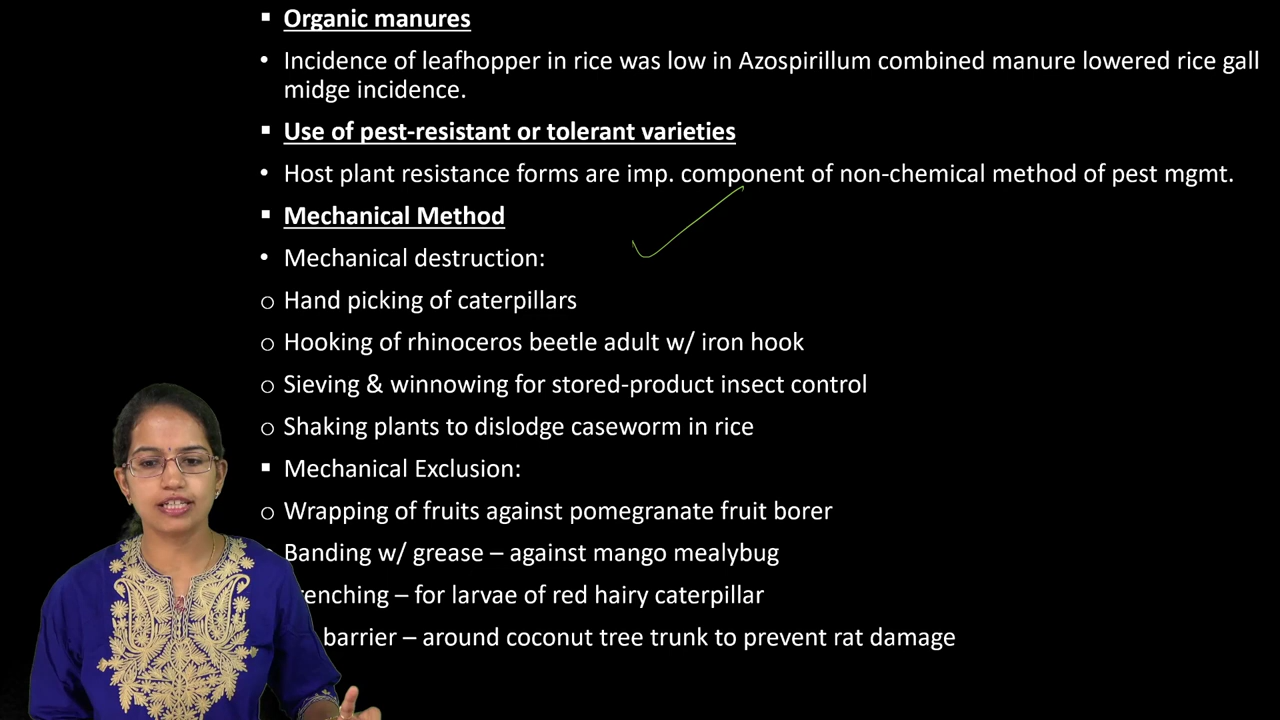 ▪ Organic manures
• Incidence of leafhopper in rice was low in Azospirillum combined manure lowered rice gall
midge incidence.
▪ Use of pest-resistant or tolerant varieties
• Host plant resistance forms are imp. component of non-chemical method of pest mgmt.
▪ Mechanical Method
• Mechanical destruction:
o Hand picking of caterpillars
o Hooking of rhinoceros beetle adult w/ iron hook
o Sieving & winnowing for stored-product insect control
o Shaking plants to dislodge caseworm in rice
▪ Mechanical Exclusion:
o Wrapping of fruits against pomegranate fruit borer
Banding w/ grease – against mango mealybug
– for larvae of red hairy caterpillar
barrier – around coconut tree trunk to prevent rat damage